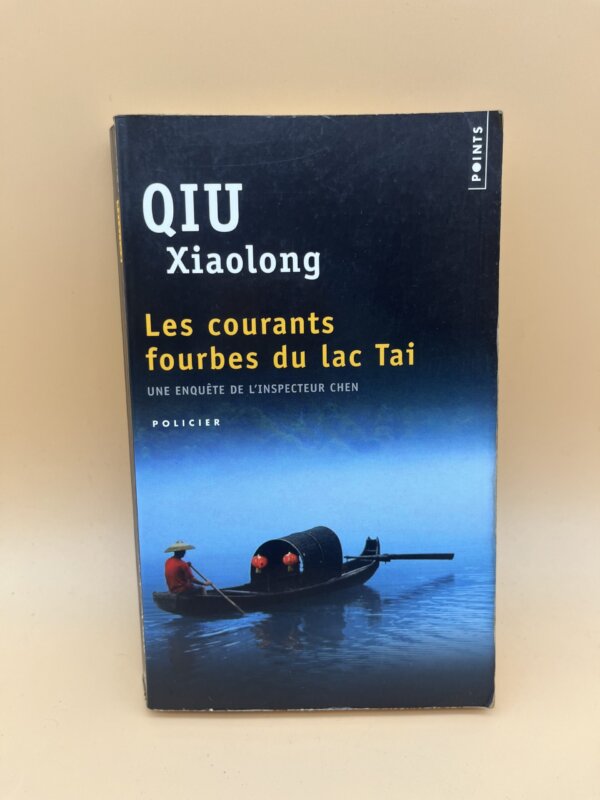 POINTS
QIU
Xiaolong
Les courants
fourbes du lac Tai
UNE ENQUÊTE DE L'INSPECTEUR CHEN
POLICIER